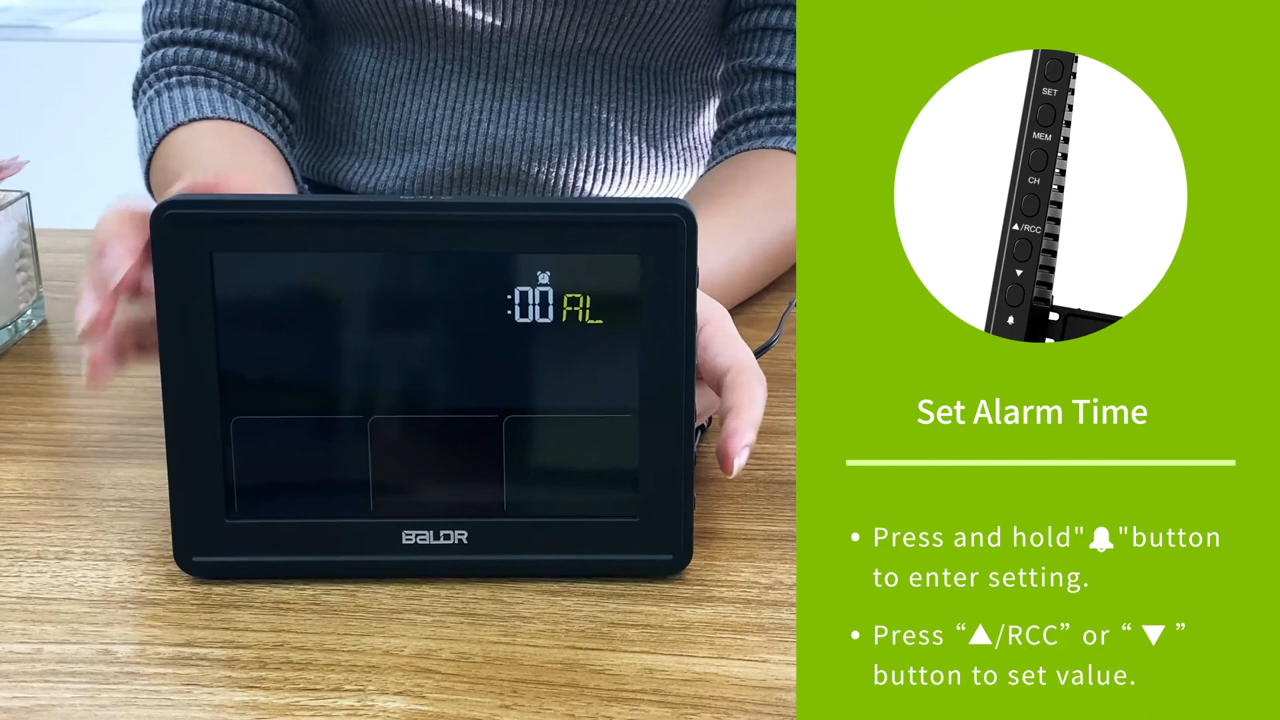 :00 AL
BALDR
SET
MEM
CH
▲/RCC
▼
Set Alarm Time
• Press and hold"🔔"button
to enter setting.
• Press “▲/RCC” or “ ▼ ”
button to set value.